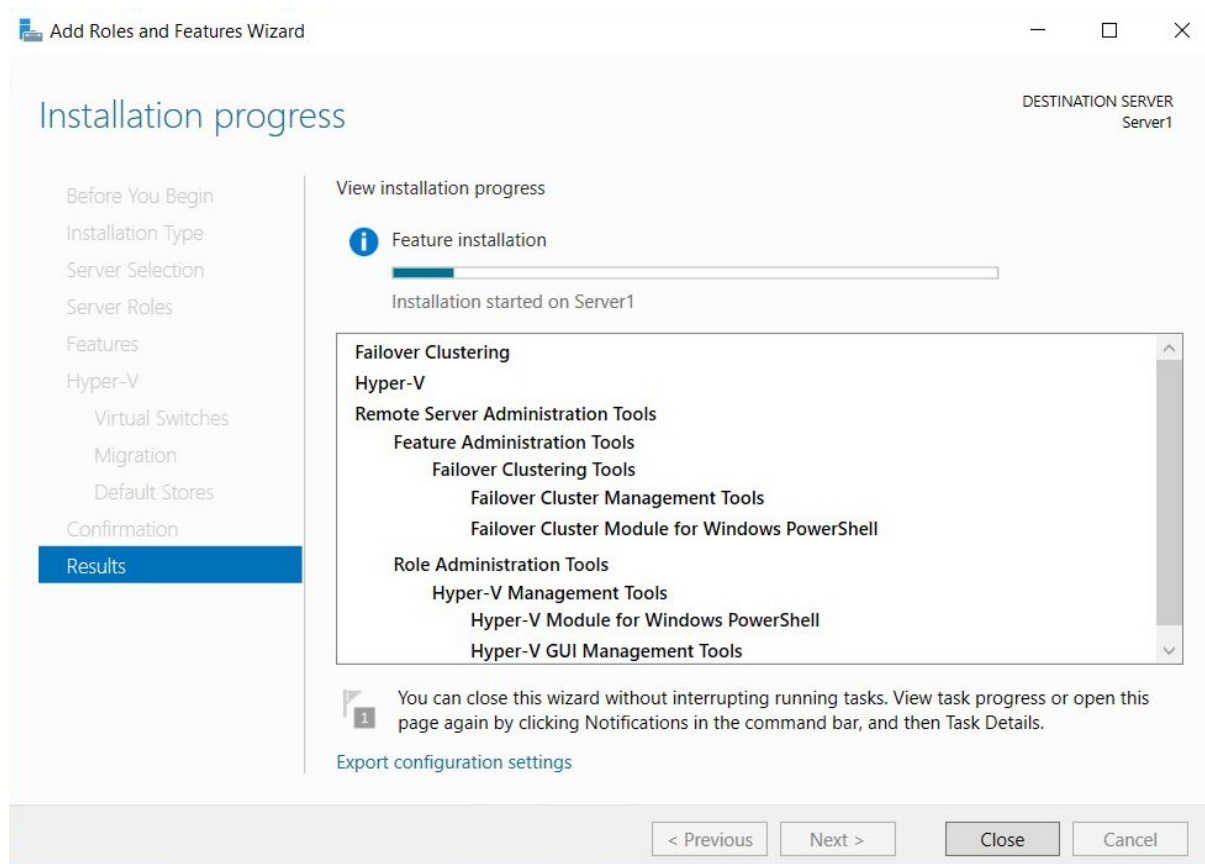 Add Roles and Features Wizard
Installation progress
DESTINATION SERVER
Server1
Before You Begin
Installation Type
Server Selection
Server Roles
Features
Hyper-V
Virtual Switches
Migration
Default Stores
Confirmation
Results
View installation progress
Feature installation
Installation started on Server1
Failover Clustering
Hyper-V
Remote Server Administration Tools
Feature Administration Tools
Failover Clustering Tools
Failover Cluster Management Tools
Failover Cluster Module for Windows PowerShell
Role Administration Tools
Hyper-V Management Tools
Hyper-V Module for Windows PowerShell
Hyper-V GUI Management Tools
1
You can close this wizard without interrupting running tasks. View task progress or open this
page again by clicking Notifications in the command bar, and then Task Details.
Export configuration settings
< Previous
Next >
Close
Cancel